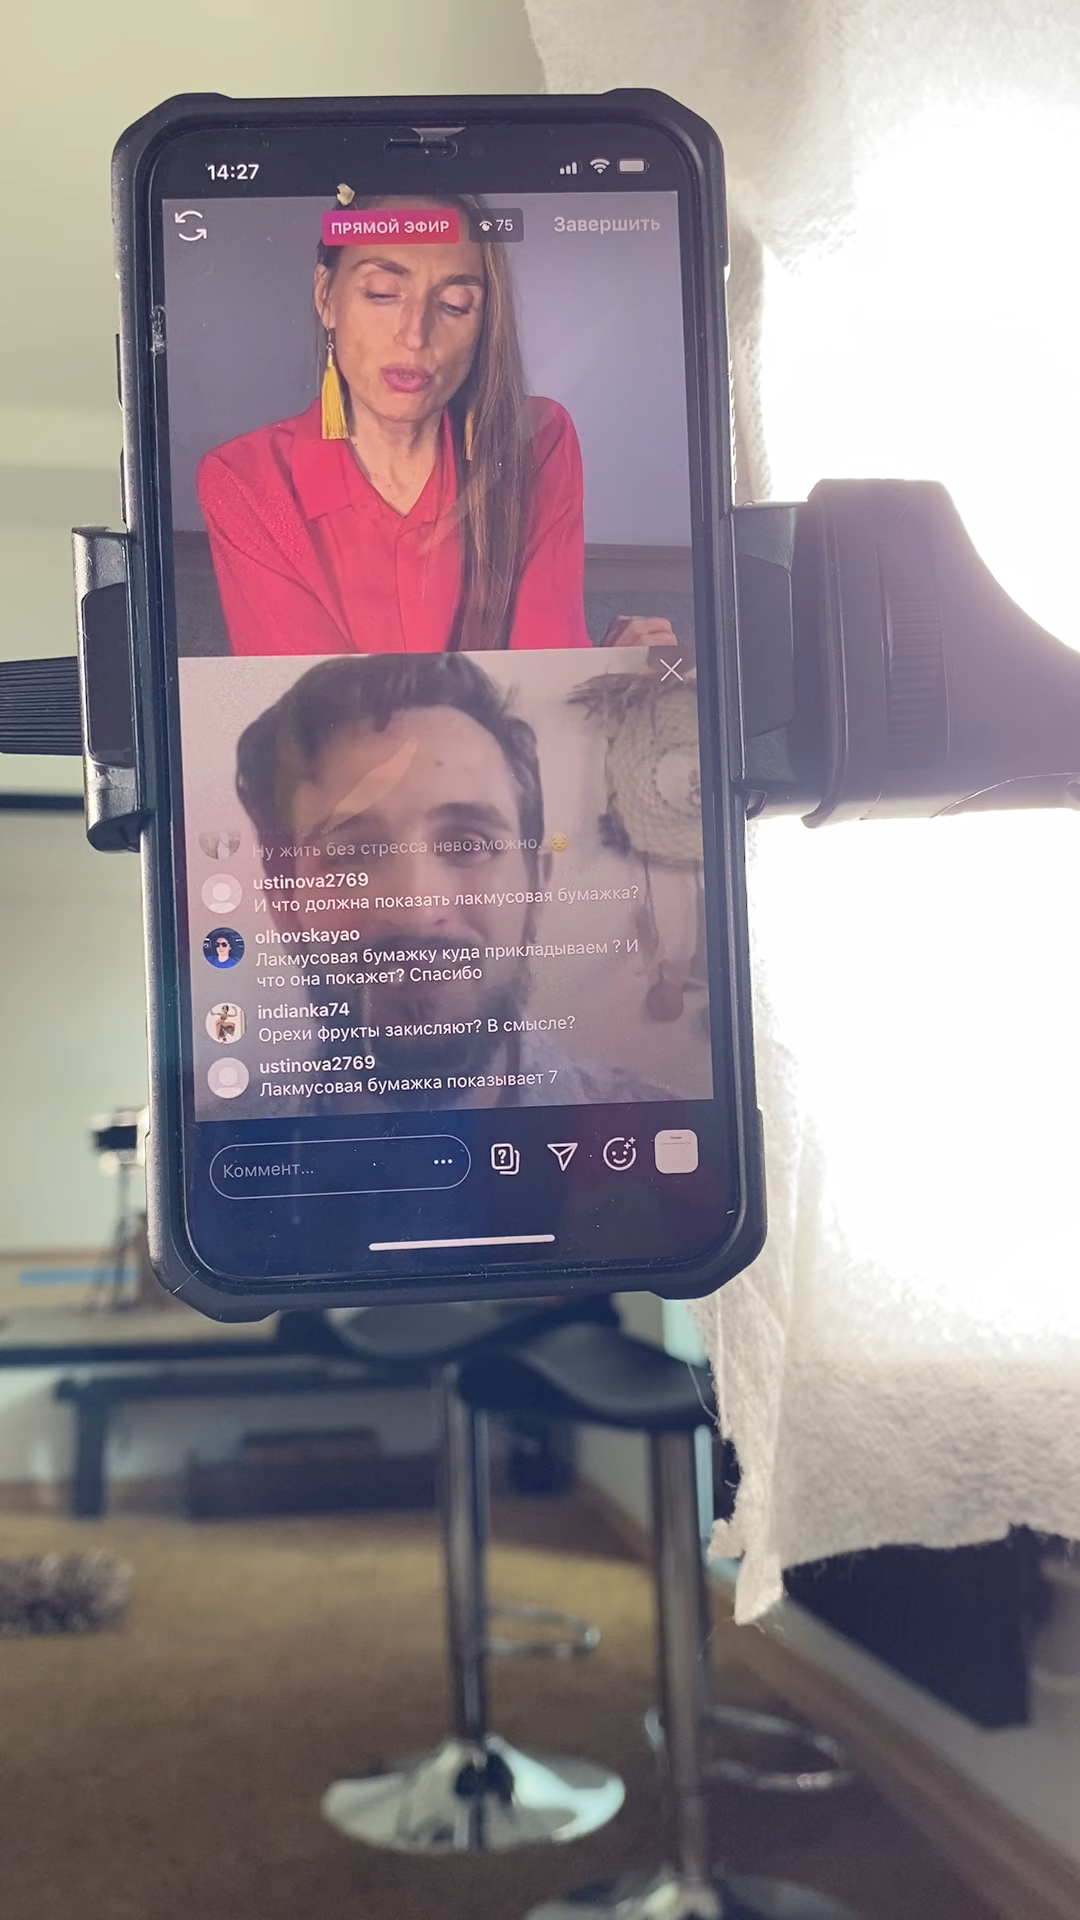 14:27
ПРЯМОЙ ЭФИР
75
Завершить
Ну жить без стресса невозможно. 😔
ustinova2769
И что должна показать лакмусовая бумажка?
olhovskayao
Лакмусовую бумажку куда прикладываем ? И
что она покажет? Спасибо
indianka74
Орехи фрукты закисляют? В смысле?
ustinova2769
Лакмусовая бумажка показывает 7
Коммент...